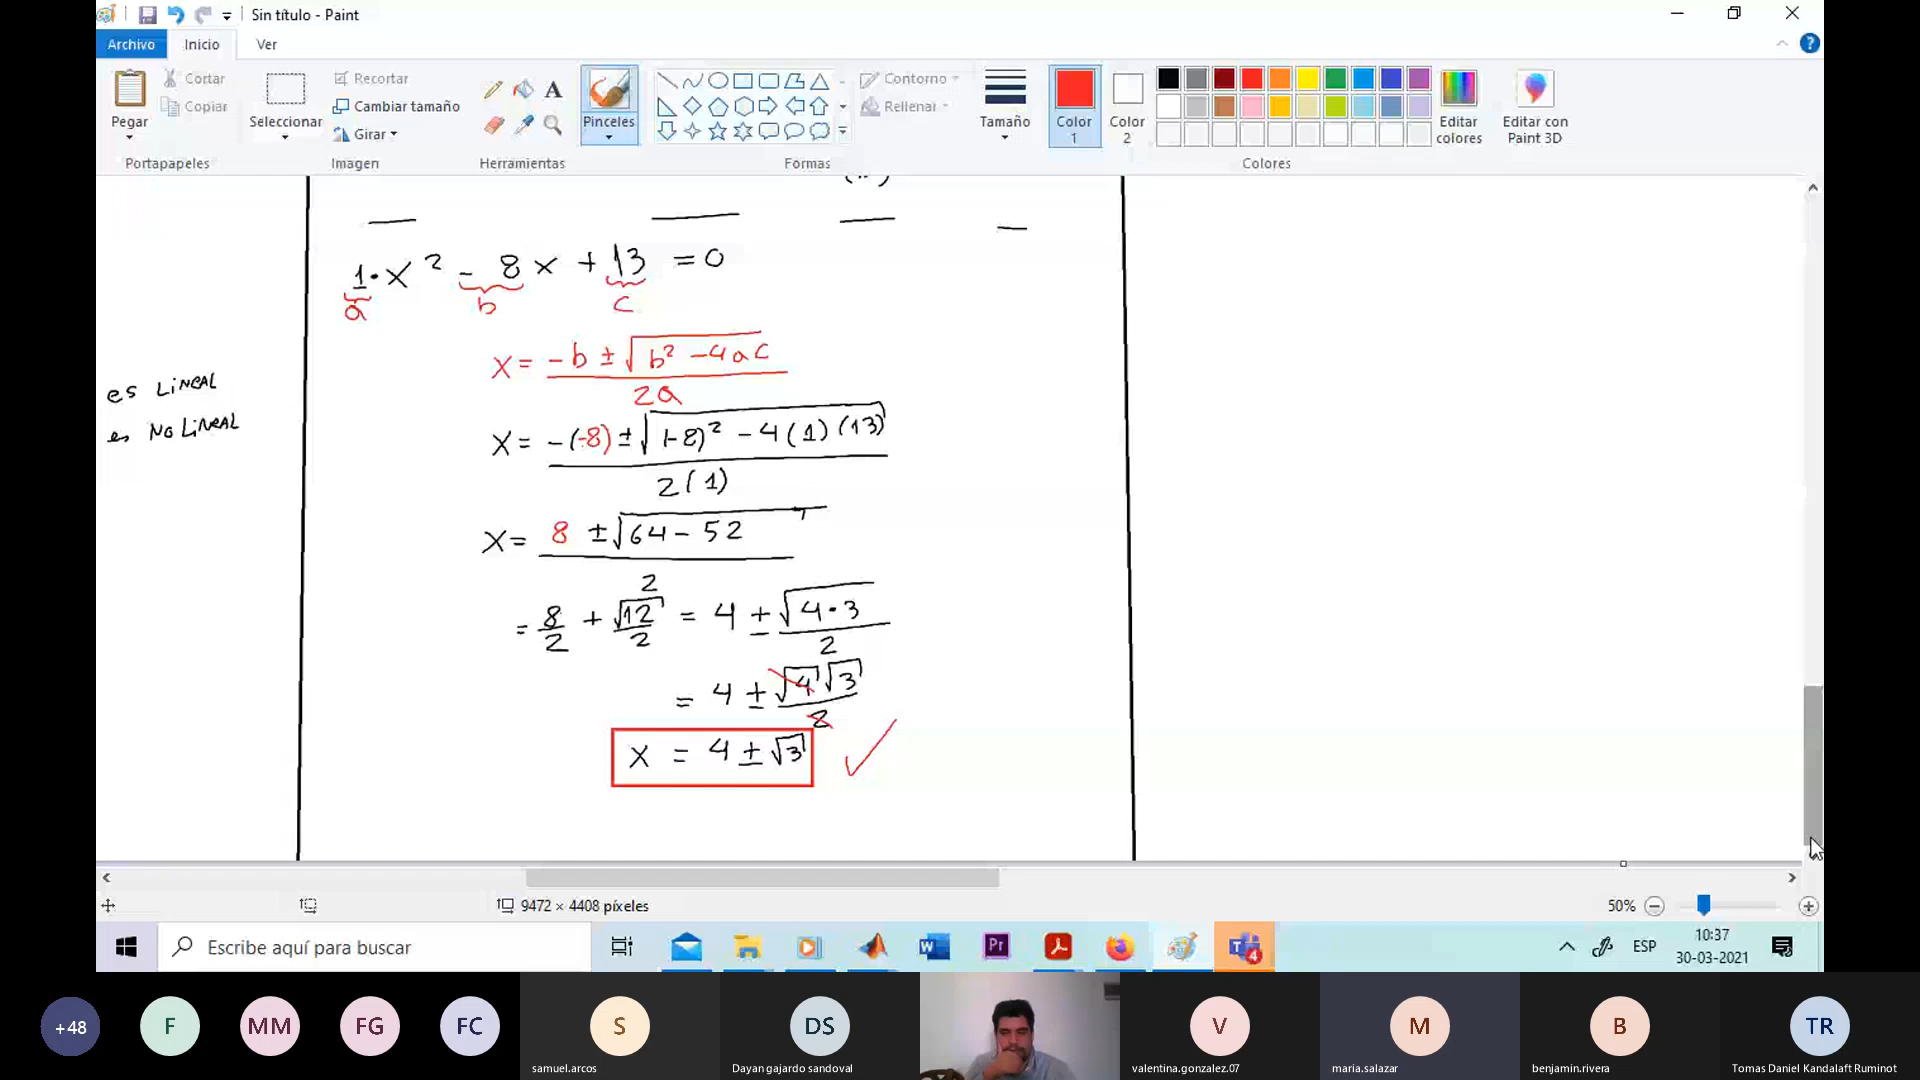 Sin título - Paint
Archivo Inicio Ver
Pegar
Cortar
Copiar
Portapapeles
Seleccionar
Recortar
Cambiar tamaño
Girar
Imagen
A
Herramientas
Pinceles
Formas
Contorno
Rellenar
Tamaño
Color 1
Color 2
Colores
Editar colores
Editar con Paint 3D
1·x² - 8x + 13 = 0
a b c
es LINEAL
es NO LINEAL
x = -b ± √b² - 4ac
2a
x = -(-8) ± √(-8)² - 4(1)(13)
2(1)
x = 8 ± √64 - 52
2
= 8/2 + √12/2 = 4 ± √4·3/2
= 4 ± √4 √3/2
x = 4 ± √3 ✓
9472 × 4408 píxeles
50%
Escribe aquí para buscar
W Pr
4
ESP
10:37
30-03-2021
+48 F MM FG FC S DS V M B TR
samuel.arcos
Dayan gajardo sandoval
valentina.gonzalez.07
maria.salazar
benjamin.rivera
Tomas Daniel Kandalaft Ruminot